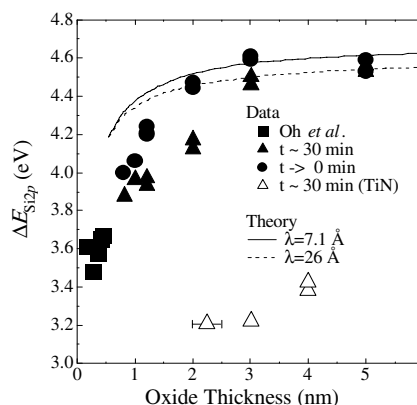 5.0
4.8
4.6
4.4
4.2
4.0
3.8
3.6
3.4
3.2
3.0
ΔE_Si2p (eV)
Data
Oh et al.
t ~ 30 min
t -> 0 min
t ~ 30 min (TiN)
Theory
λ=7.1 Å
λ=26 Å
0 1 2 3 4 5
Oxide Thickness (nm)